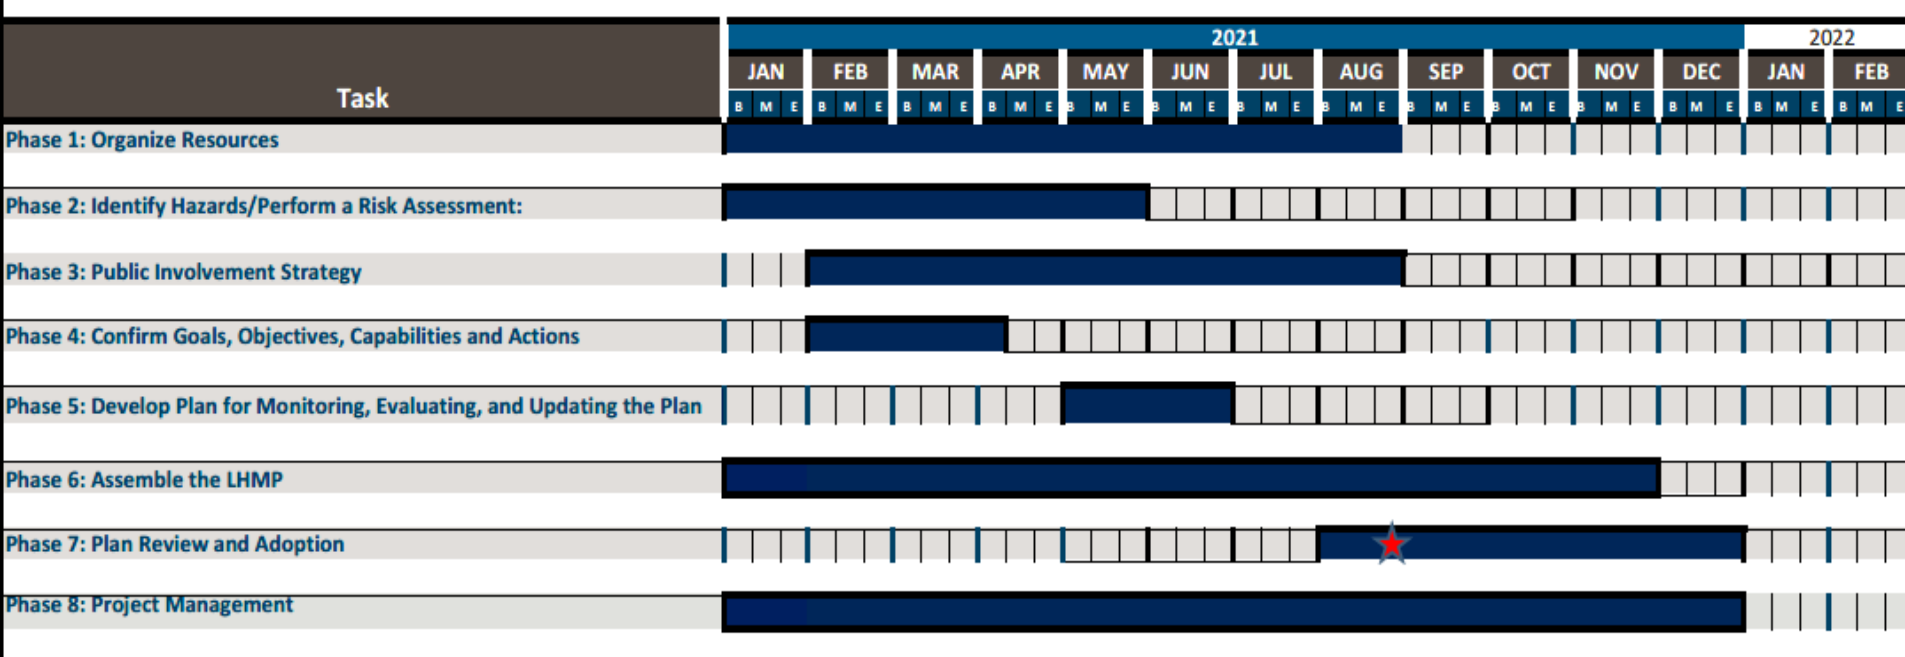 2021 2022
JAN FEB MAR APR MAY JUN JUL AUG SEP OCT NOV DEC JAN FEB
Task
B M E B M E B M E B M E B M E B M E B M E B M E B M E B M E B M E B M E B M E B M E
Phase 1: Organize Resources
Phase 2: Identify Hazards/Perform a Risk Assessment:
Phase 3: Public Involvement Strategy
Phase 4: Confirm Goals, Objectives, Capabilities and Actions
Phase 5: Develop Plan for Monitoring, Evaluating, and Updating the Plan
Phase 6: Assemble the LHMP
Phase 7: Plan Review and Adoption
Phase 8: Project Management